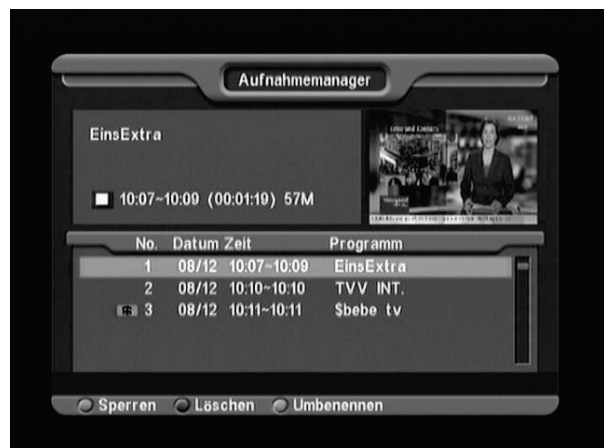 Aufnahmemanager
EinsExtra
10:07~10:09 (00:01:19) 57M
No. Datum Zeit Programm
1 08/12 10:07~10:09 EinsExtra
2 08/12 10:10~10:10 TVV INT.
$ 3 08/12 10:11~10:11 $bebe tv
Sperren Löschen Umbenennen